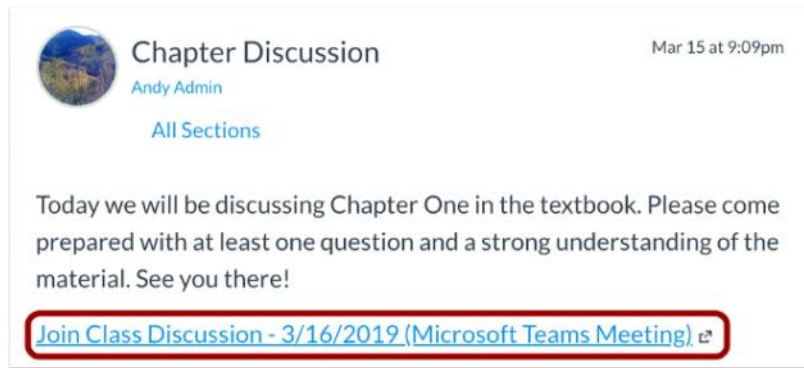 Chapter Discussion
Mar 15 at 9:09pm
Andy Admin
All Sections
Today we will be discussing Chapter One in the textbook. Please come
prepared with at least one question and a strong understanding of the
material. See you there!
Join Class Discussion - 3/16/2019 (Microsoft Teams Meeting)